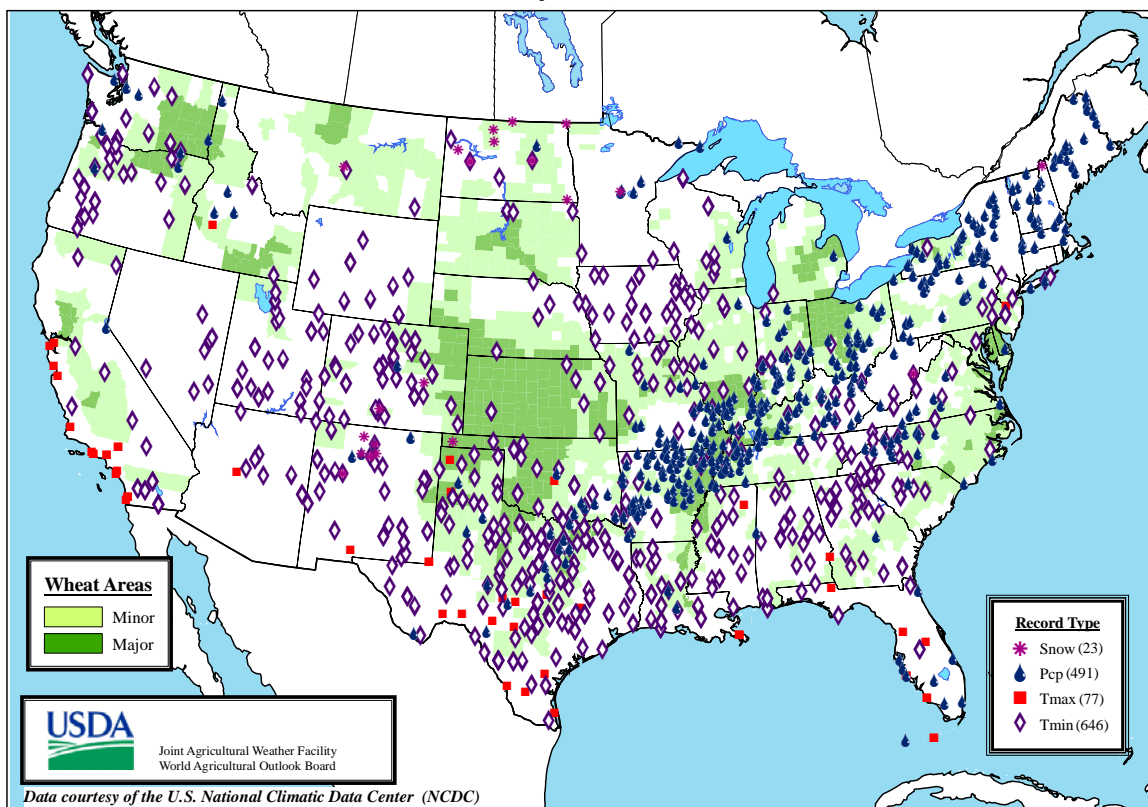 Wheat Areas
Minor
Major
Record Type
Snow (23)
Pcp (491)
Tmax (77)
Tmin (646)
USDA
Joint Agricultural Weather Facility
World Agricultural Outlook Board
Data courtesy of the U.S. National Climatic Data Center (NCDC)